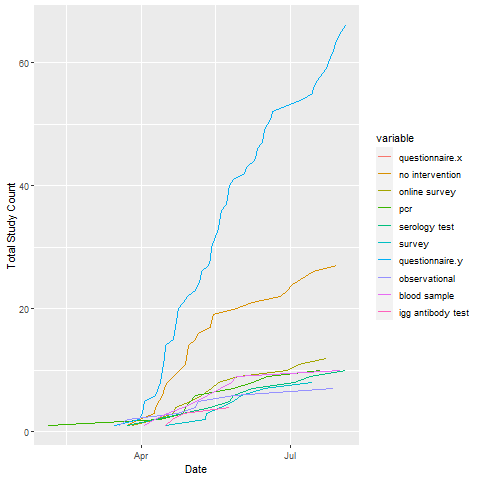 60
40
20
0
Total Study Count
Apr
Jul
Date
variable
questionnaire.x
no intervention
online survey
pcr
serology test
survey
questionnaire.y
observational
blood sample
igg antibody test